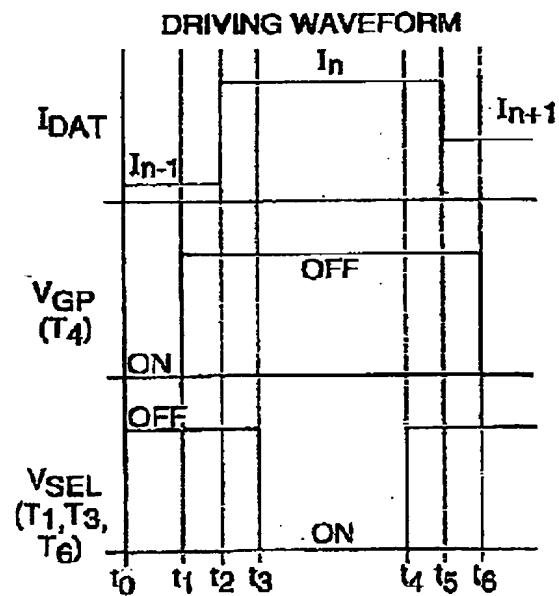 DRIVING WAVEFORM
In
IDAT
In+1
In-1
OFF
VGP
(T4)
ON
OFF
VSEL
(T1,T3,
T6)
ON
t0 t1 t2 t3 t4 t5 t6